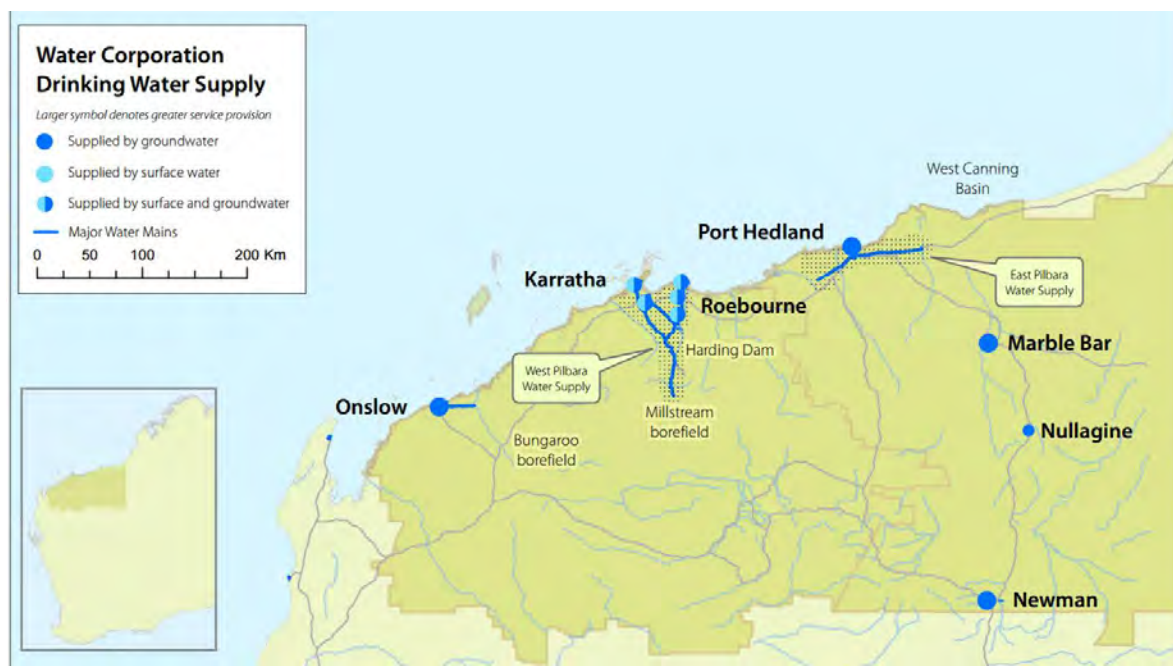 Water Corporation
Drinking Water Supply
Larger symbol denotes greater service provision
Supplied by groundwater
Supplied by surface water
Supplied by surface and groundwater
Major Water Mains
0 50 100 200 Km
West Canning
Basin
Port Hedland
East Pilbara
Water Supply
Karratha
Roebourne
Marble Bar
Harding Dam
West Pilbara
Water Supply
Onslow
Millstream
borefield
Nullagine
Bungaroo
borefield
Newman